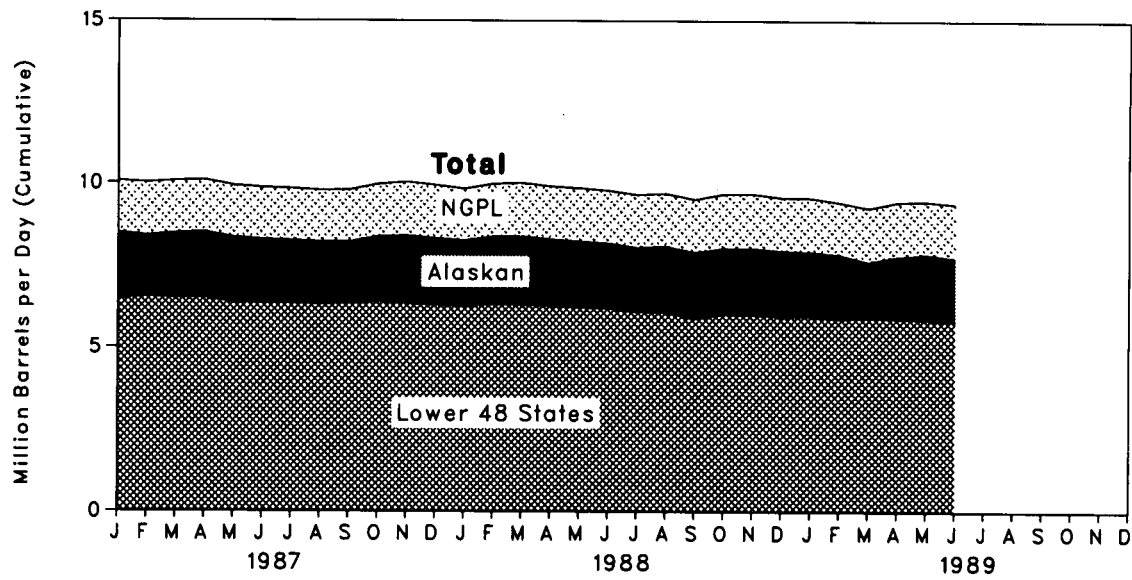 Million Barrels per Day (Cumulative)
15
10
5
0
Total
NGPL
Alaskan
Lower 48 States
J F M A M J J A S O N D J F M A M J J A S O N D J F M A M J J A S O N D
1987 1988 1989